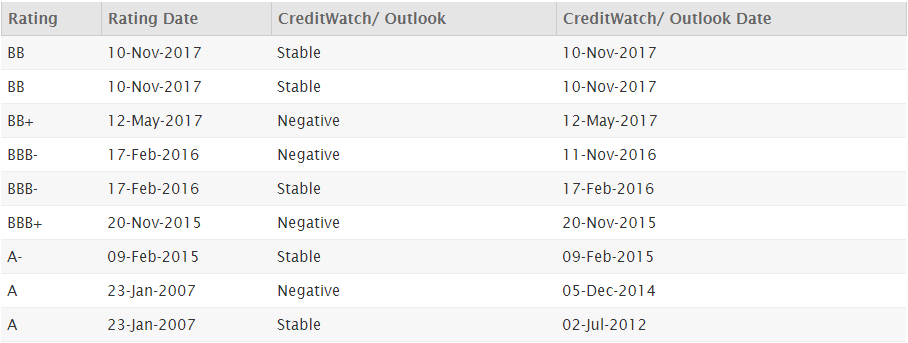 Rating Rating Date CreditWatch/ Outlook CreditWatch/ Outlook Date
BB 10-Nov-2017 Stable 10-Nov-2017
BB 10-Nov-2017 Stable 10-Nov-2017
BB+ 12-May-2017 Negative 12-May-2017
BBB- 17-Feb-2016 Negative 11-Nov-2016
BBB- 17-Feb-2016 Stable 17-Feb-2016
BBB+ 20-Nov-2015 Negative 20-Nov-2015
A- 09-Feb-2015 Stable 09-Feb-2015
A 23-Jan-2007 Negative 05-Dec-2014
A 23-Jan-2007 Stable 02-Jul-2012